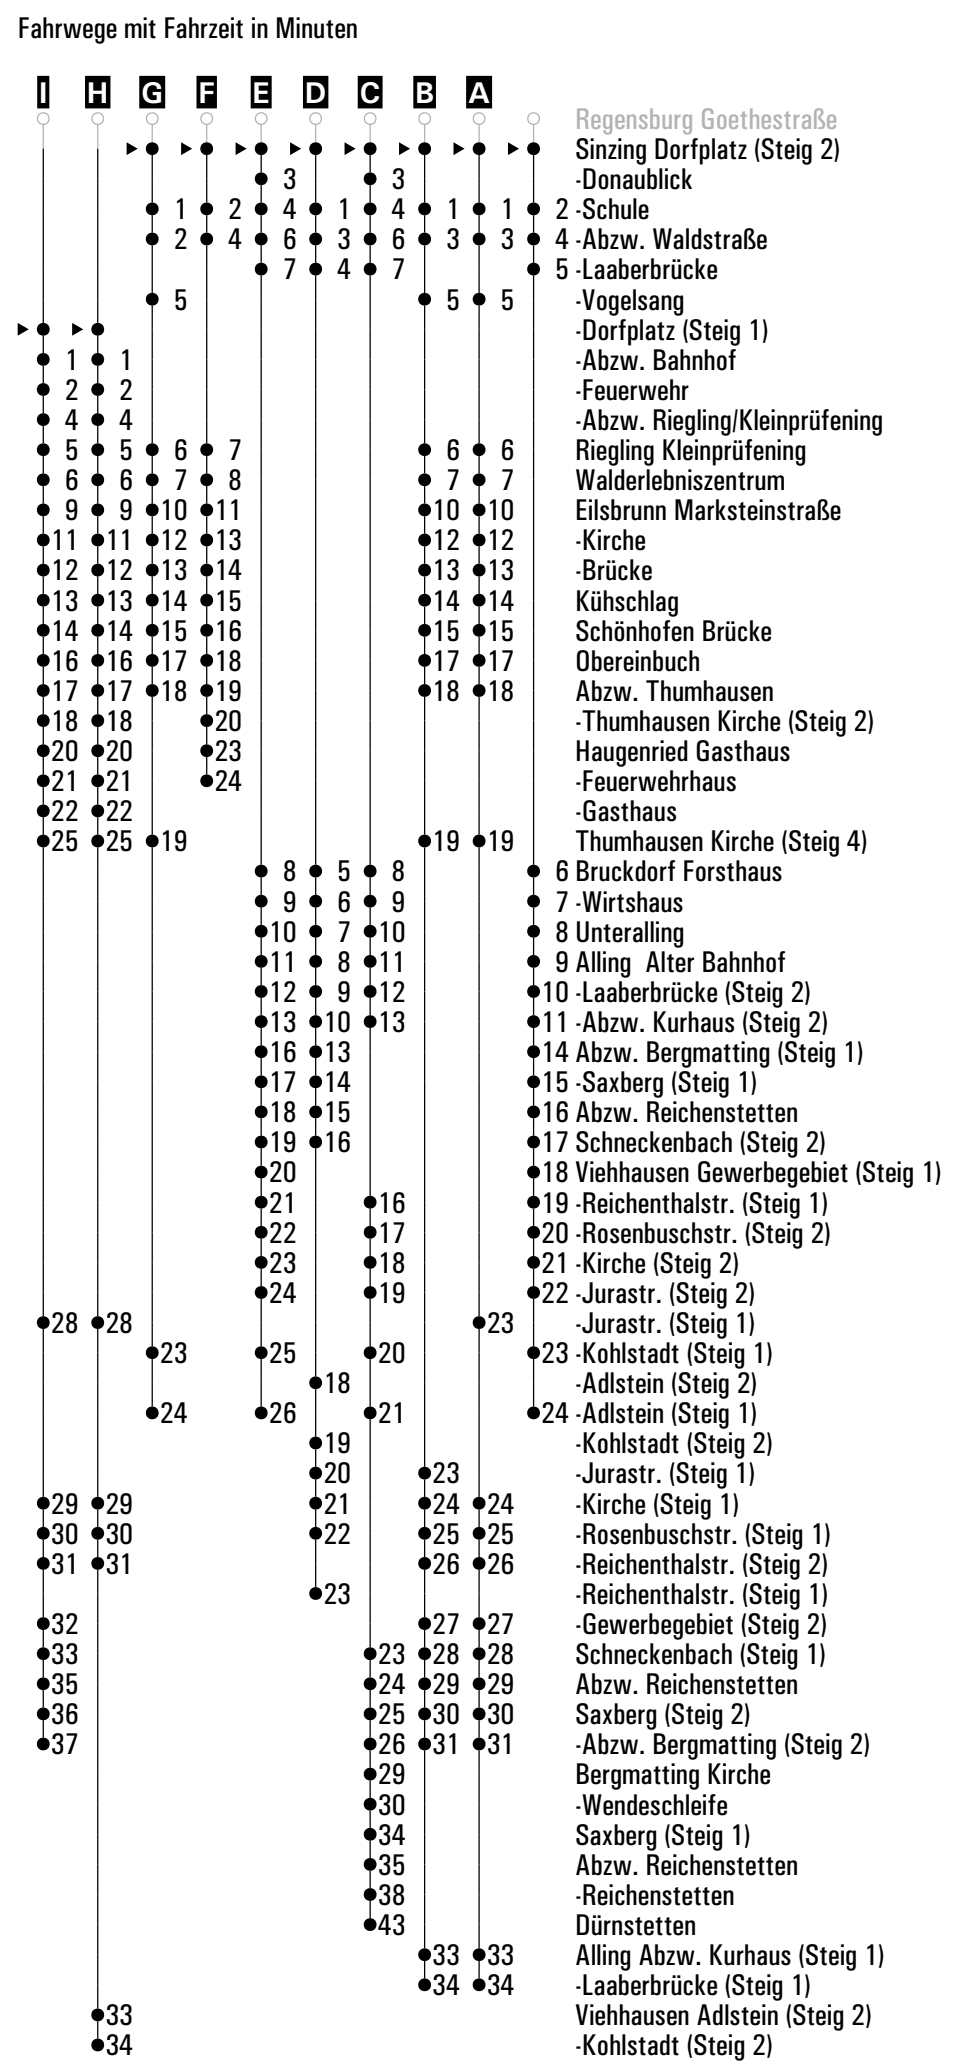 Fahrwege mit Fahrzeit in Minuten
I H G F E D C B A
Regensburg Goethestraße
Sinzing Dorfplatz (Steig 2)
3 3 -Donaublick
1 2 4 1 4 1 1 2 -Schule
2 4 6 3 6 3 3 4 -Abzw. Waldstraße
7 4 7 5 -Laaberbrücke
5 5 5 -Vogelsang
-Dorfplatz (Steig 1)
1 1 -Abzw. Bahnhof
2 2 -Feuerwehr
4 4 -Abzw. Riegling/Kleinprüfening
5 5 6 7 6 6 Riegling Kleinprüfening
6 6 7 8 7 7 Walderlebniszentrum
9 9 10 11 10 10 Eilsbrunn Marksteinstraße
11 11 12 13 12 12 -Kirche
12 12 13 14 13 13 -Brücke
13 13 14 15 14 14 Kühschlag
14 14 15 16 15 15 Schönhofen Brücke
16 16 17 18 17 17 Obereinbuch
17 17 18 19 18 18 Abzw. Thumhausen
18 18 20 -Thumhausen Kirche (Steig 2)
20 20 23 Haugenried Gasthaus
21 21 24 -Feuerwehrhaus
22 22 -Gasthaus
25 25 19 19 19 Thumhausen Kirche (Steig 4)
8 5 8 6 Bruckdorf Forsthaus
9 6 9 7 -Wirtshaus
10 7 10 8 Unteralling
11 8 11 9 Alling Alter Bahnhof
12 9 12 10 -Laaberbrücke (Steig 2)
13 10 13 11 -Abzw. Kurhaus (Steig 2)
16 13 14 Abzw. Bergmatting (Steig 1)
17 14 15 -Saxberg (Steig 1)
18 15 16 Abzw. Reichenstetten
19 16 17 Schneckenbach (Steig 2)
20 18 Viehhausen Gewerbegebiet (Steig 1)
21 16 19 -Reichenthalstr. (Steig 1)
22 17 20 -Rosenbuschstr. (Steig 2)
23 18 21 -Kirche (Steig 2)
24 19 22 -Jurastr. (Steig 2)
28 28 23 -Jurastr. (Steig 1)
23 25 20 23 -Kohlstadt (Steig 1)
18 -Adlstein (Steig 2)
24 26 21 24 -Adlstein (Steig 1)
19 -Kohlstadt (Steig 2)
20 23 -Jurastr. (Steig 1)
29 29 21 24 24 -Kirche (Steig 1)
30 30 22 25 25 -Rosenbuschstr. (Steig 1)
31 31 26 26 -Reichenthalstr. (Steig 2)
23 -Reichenthalstr. (Steig 1)
32 27 27 -Gewerbegebiet (Steig 2)
33 23 28 28 Schneckenbach (Steig 1)
35 24 29 29 Abzw. Reichenstetten
36 25 30 30 Saxberg (Steig 2)
37 26 31 31 -Abzw. Bergmatting (Steig 2)
29 Bergmatting Kirche
30 -Wendeschleife
34 Saxberg (Steig 1)
35 Abzw. Reichenstetten
38 -Reichenstetten
43 Dürnstetten
33 33 Alling Abzw. Kurhaus (Steig 1)
34 34 -Laaberbrücke (Steig 1)
33 Viehhausen Adlstein (Steig 2)
34 -Kohlstadt (Steig 2)